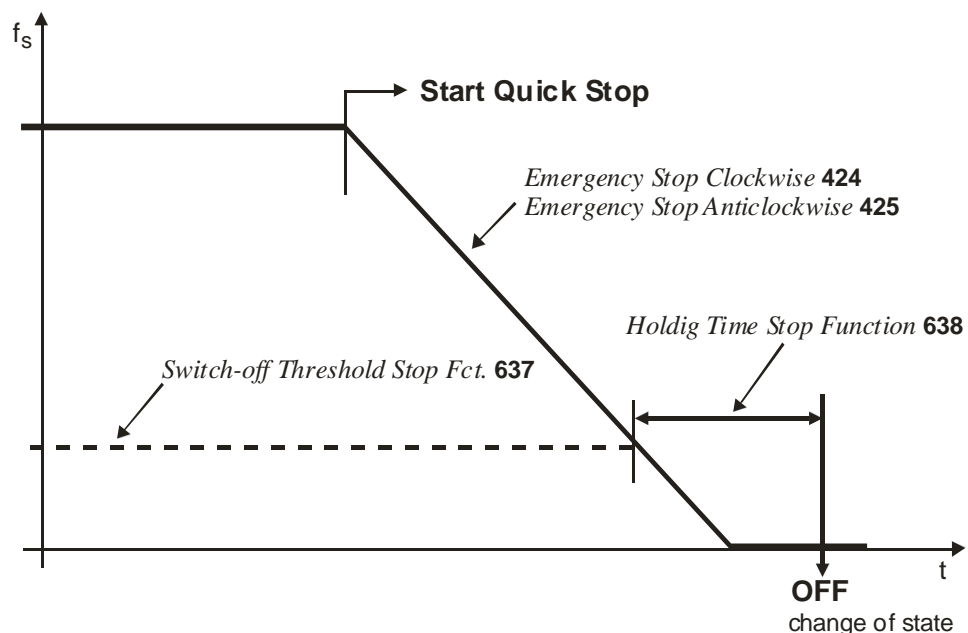 fs
Start Quick Stop
Emergency Stop Clockwise 424
Emergency Stop Anticlockwise 425
Holdig Time Stop Function 638
Switch-off Threshold Stop Fct. 637
t
OFF
change of state